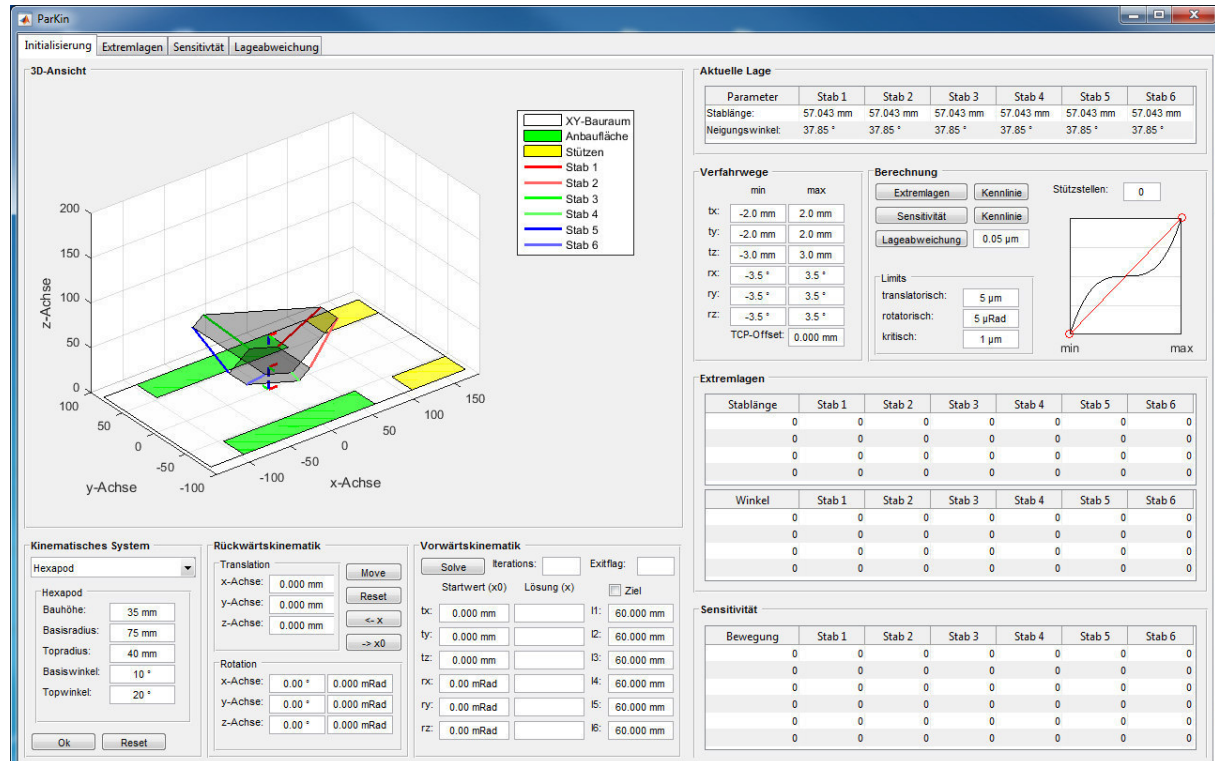 ParKin
Initialisierung Extremlagen Sensitivtät Lageabweichung
3D-Ansicht
XY-Bauraum
Anbaufläche
Stützen
Stab 1
Stab 2
Stab 3
Stab 4
Stab 5
Stab 6
200
150
100
50
0
z-Achse
100
50
0
-50
-100
y-Achse
-100
-50
0
50
100
150
x-Achse
Aktuelle Lage
Parameter Stab 1 Stab 2 Stab 3 Stab 4 Stab 5 Stab 6
Stablänge: 57.043 mm 57.043 mm 57.043 mm 57.043 mm 57.043 mm 57.043 mm
Neigungswinkel: 37.85 ° 37.85 ° 37.85 ° 37.85 ° 37.85 ° 37.85 °
Verfahrwege
min max
tx: -2.0 mm 2.0 mm
ty: -2.0 mm 2.0 mm
tz: -3.0 mm 3.0 mm
rx: -3.5 ° 3.5 °
ry: -3.5 ° 3.5 °
rz: -3.5 ° 3.5 °
TCP-Offset: 0.000 mm
Berechnung
Extremlagen Kennlinie Stützstellen: 0
Sensitivität Kennlinie
Lageabweichung 0.05 µm
Limits
translatorisch: 5 µm
rotatorisch: 5 µRad
kritisch: 1 µm
min max
Extremlagen
Stablänge Stab 1 Stab 2 Stab 3 Stab 4 Stab 5 Stab 6
0 0 0 0 0 0 0
0 0 0 0 0 0 0
0 0 0 0 0 0 0
0 0 0 0 0 0 0
Winkel Stab 1 Stab 2 Stab 3 Stab 4 Stab 5 Stab 6
0 0 0 0 0 0 0
0 0 0 0 0 0 0
0 0 0 0 0 0 0
0 0 0 0 0 0 0
Sensitivität
Bewegung Stab 1 Stab 2 Stab 3 Stab 4 Stab 5 Stab 6
0 0 0 0 0 0 0
0 0 0 0 0 0 0
0 0 0 0 0 0 0
0 0 0 0 0 0 0
0 0 0 0 0 0 0
0 0 0 0 0 0 0
Kinematisches System
Hexapod
Hexapod
Bauhöhe: 35 mm
Basisradius: 75 mm
Topradius: 40 mm
Basiswinkel: 10 °
Topwinkel: 20 °
Ok Reset
Rückwärtskinematik
Translation
x-Achse: 0.000 mm
y-Achse: 0.000 mm
z-Achse: 0.000 mm
Move
Reset
<- x
-> x0
Rotation
x-Achse: 0.00 ° 0.000 mRad
y-Achse: 0.00 ° 0.000 mRad
z-Achse: 0.00 ° 0.000 mRad
Vorwärtskinematik
Solve Iterations: Exitflag:
Startwert (x0) Lösung (x) Ziel
tx: 0.000 mm l1: 60.000 mm
ty: 0.000 mm l2: 60.000 mm
tz: 0.000 mm l3: 60.000 mm
rx: 0.00 mRad l4: 60.000 mm
ry: 0.00 mRad l5: 60.000 mm
rz: 0.00 mRad l6: 60.000 mm